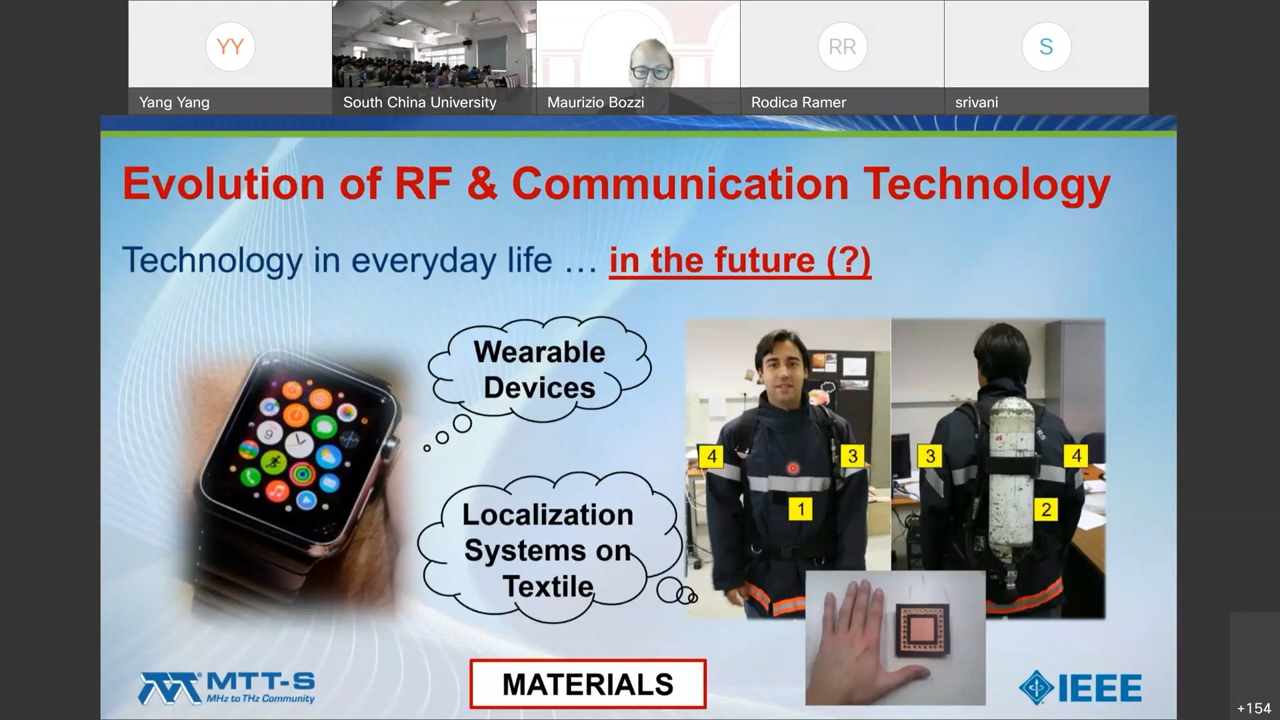 YY
RR
S
Yang Yang
South China University
Maurizio Bozzi
Rodica Ramer
srivani
Evolution of RF & Communication Technology
Technology in everyday life … in the future (?)
Wearable
Devices
Localization
Systems on
Textile
4
3
3
4
1
2
9
MATERIALS
MTT-S
MHz to THz Community
IEEE
+154